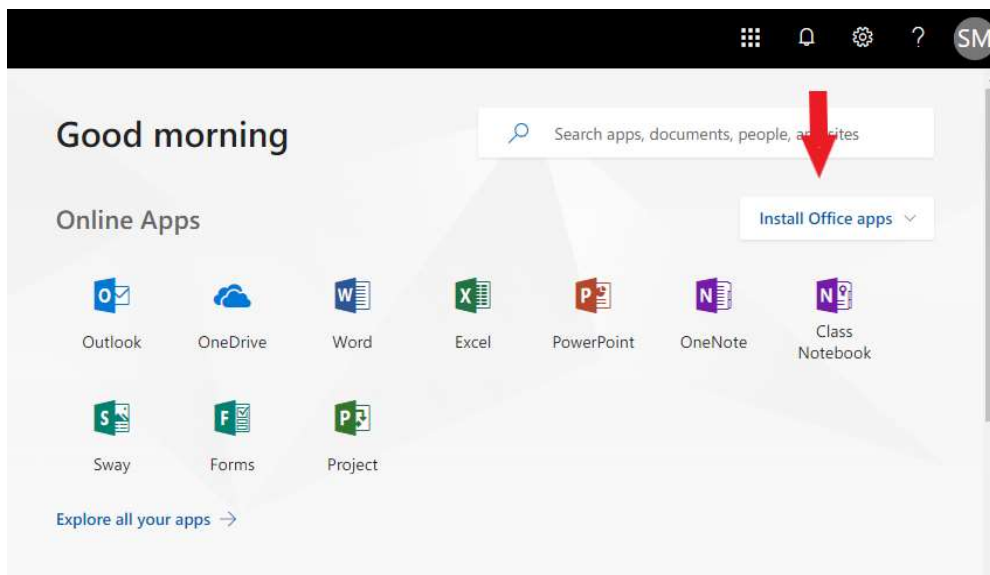 ?
SM
Good morning
Search apps, documents, people, and sites
Online Apps
Install Office apps
Outlook
OneDrive
Word
Excel
PowerPoint
OneNote
Class
Notebook
Sway
Forms
Project
Explore all your apps